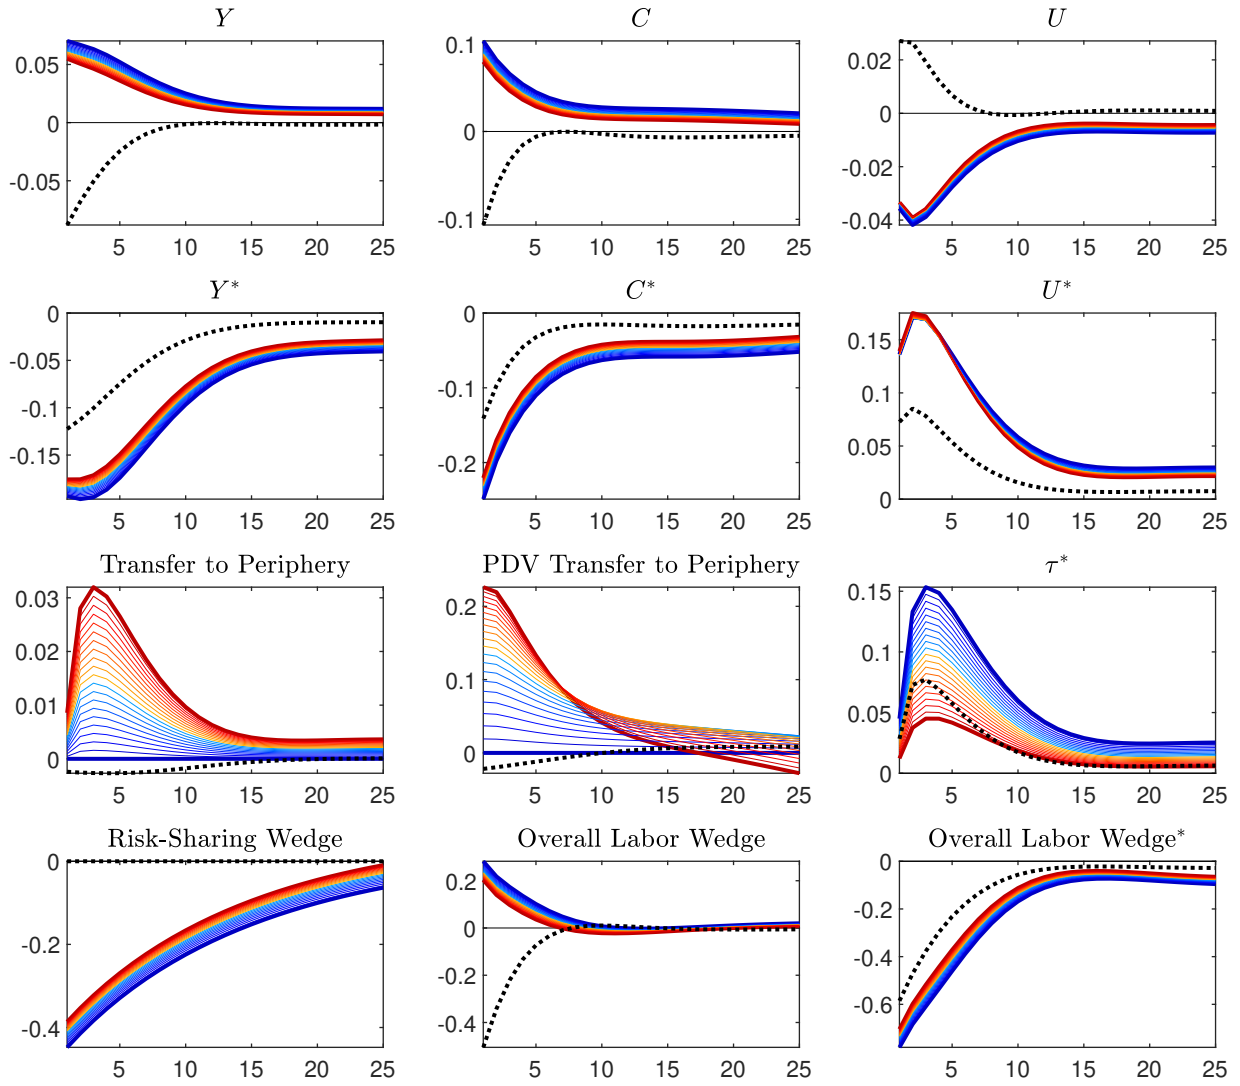 Y
C
U
0.05
0
-0.05
0.1
0
-0.1
0.02
0
-0.02
-0.04
5 10 15 20 25
5 10 15 20 25
5 10 15 20 25
Y*
C*
U*
0
-0.05
-0.1
-0.15
0
-0.1
-0.2
0.15
0.1
0.05
0
5 10 15 20 25
5 10 15 20 25
5 10 15 20 25
Transfer to Periphery
PDV Transfer to Periphery
τ*
0.03
0.02
0.01
0
0.2
0.1
0
0.15
0.1
0.05
0
5 10 15 20 25
5 10 15 20 25
5 10 15 20 25
Risk-Sharing Wedge
Overall Labor Wedge
Overall Labor Wedge*
0
-0.2
-0.4
0.2
0
-0.2
-0.4
0
-0.2
-0.4
-0.6
5 10 15 20 25
5 10 15 20 25
5 10 15 20 25